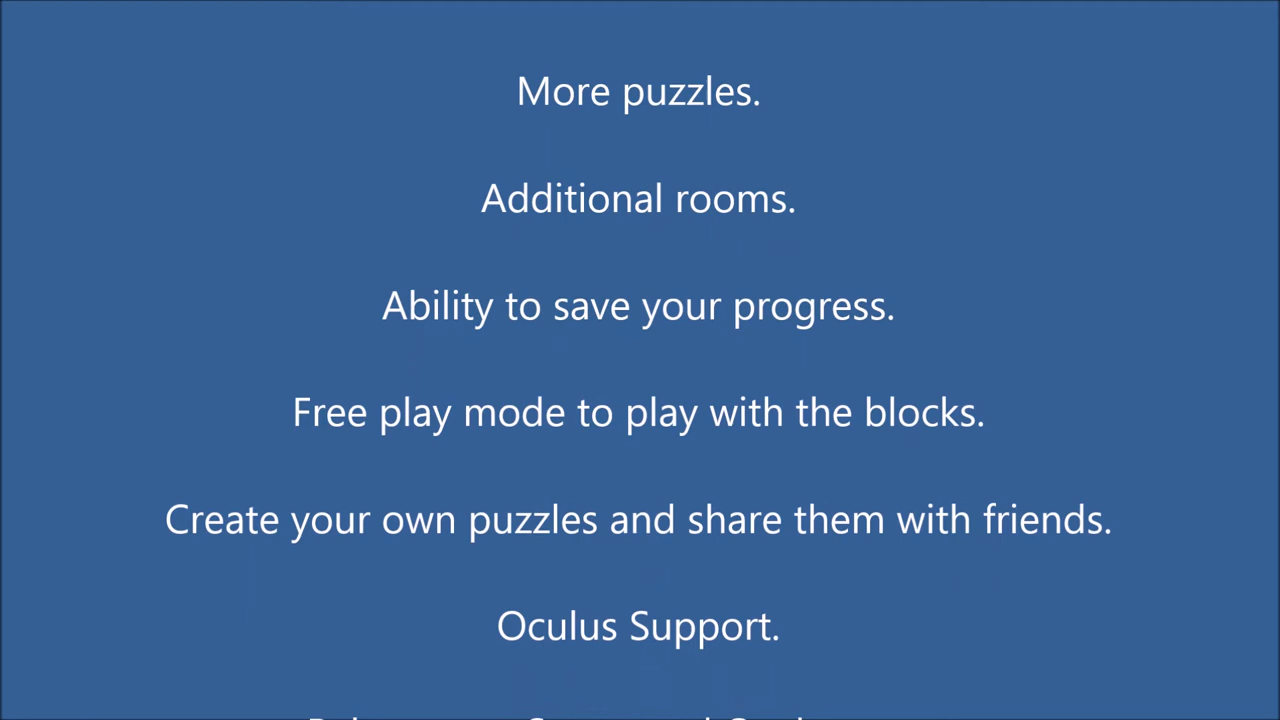 More puzzles.
Additional rooms.
Ability to save your progress.
Free play mode to play with the blocks.
Create your own puzzles and share them with friends.
Oculus Support.